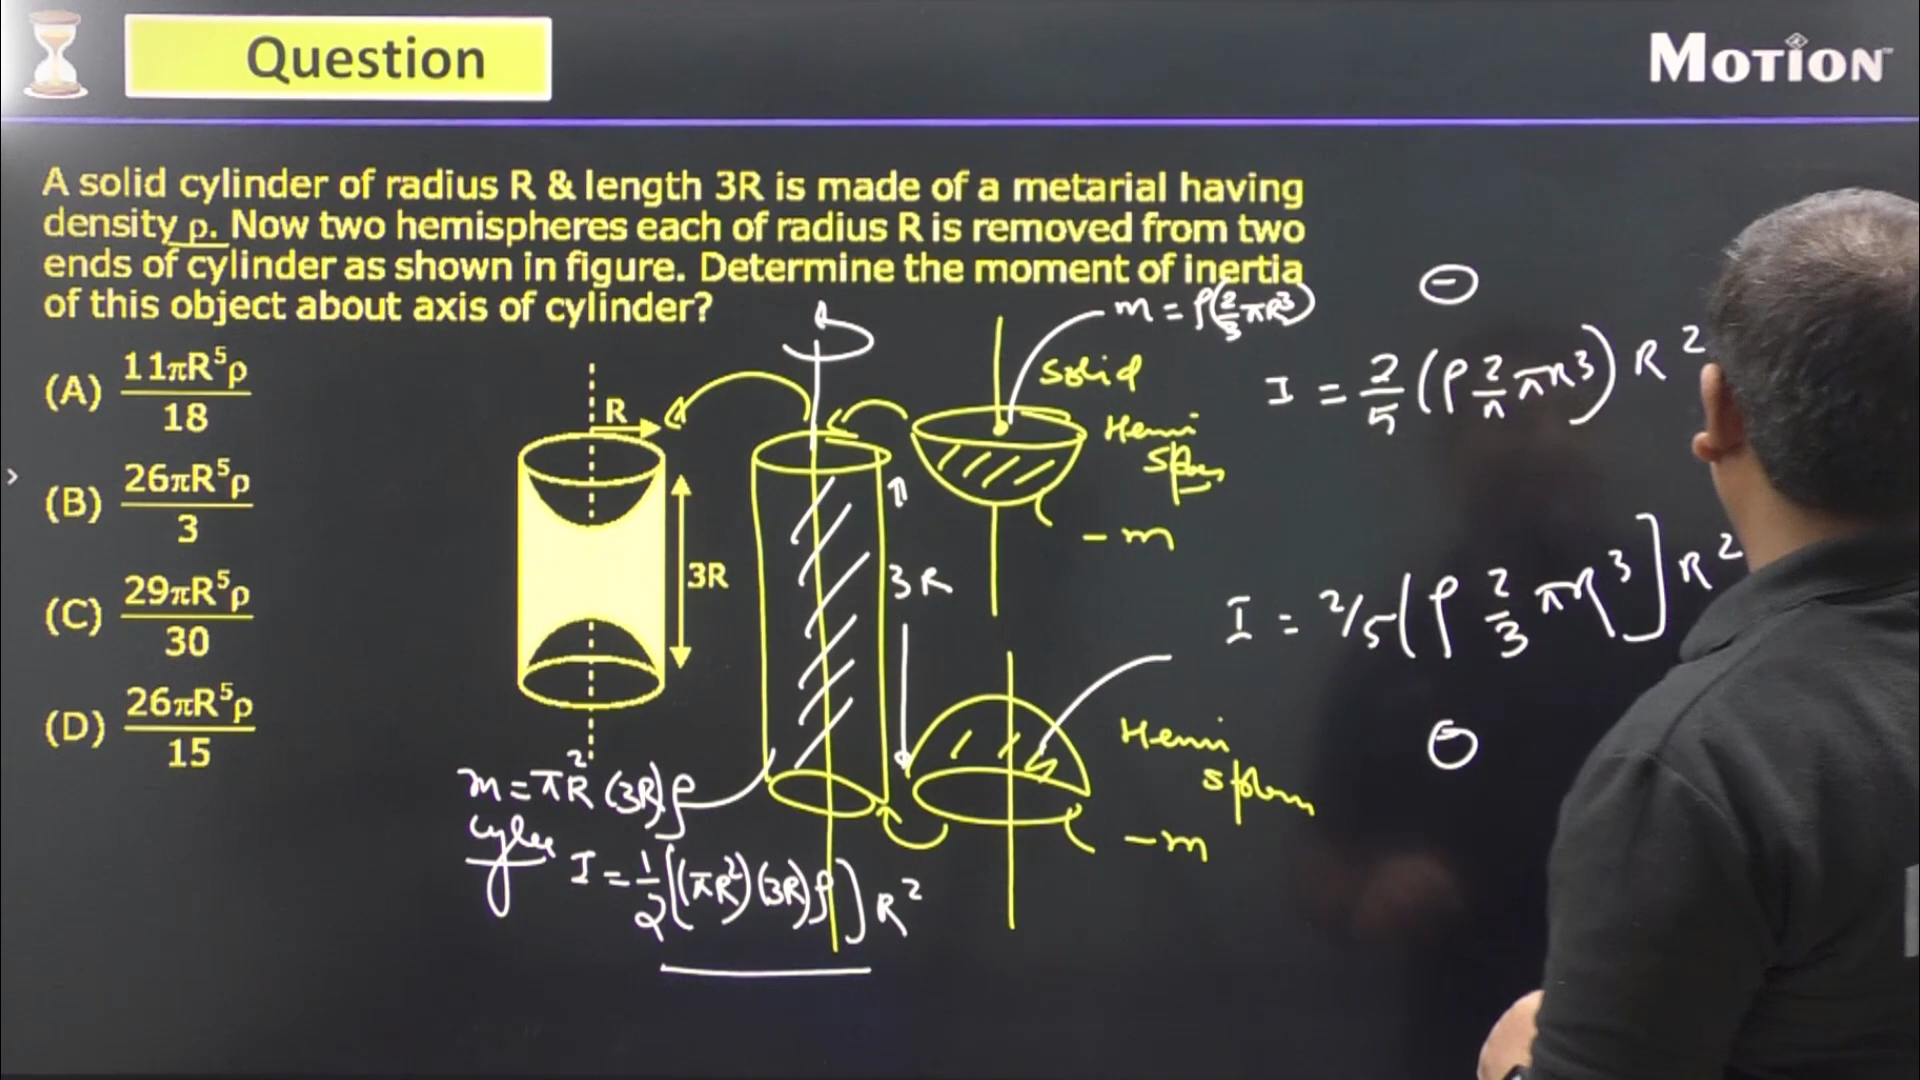 Question
MOTION
A solid cylinder of radius R & length 3R is made of a metarial having
density ρ. Now two hemispheres each of radius R is removed from two
ends of cylinder as shown in figure. Determine the moment of inertia
of this object about axis of cylinder?
(A) 11πR⁵ρ/18
(B) 26πR⁵ρ/3
(C) 29πR⁵ρ/30
(D) 26πR⁵ρ/15
R
3R
3R
m = ρ(2/3 πR³)
Solid
Hemi
- m
I = 2/5 (ρ 2/3 πR³) R²
I = 2/5 (ρ 2/3 πR³] R²
Hemi
- m
m = πR² (3R) ρ
I = 1/2 [(πR²) (3R) ρ] R²